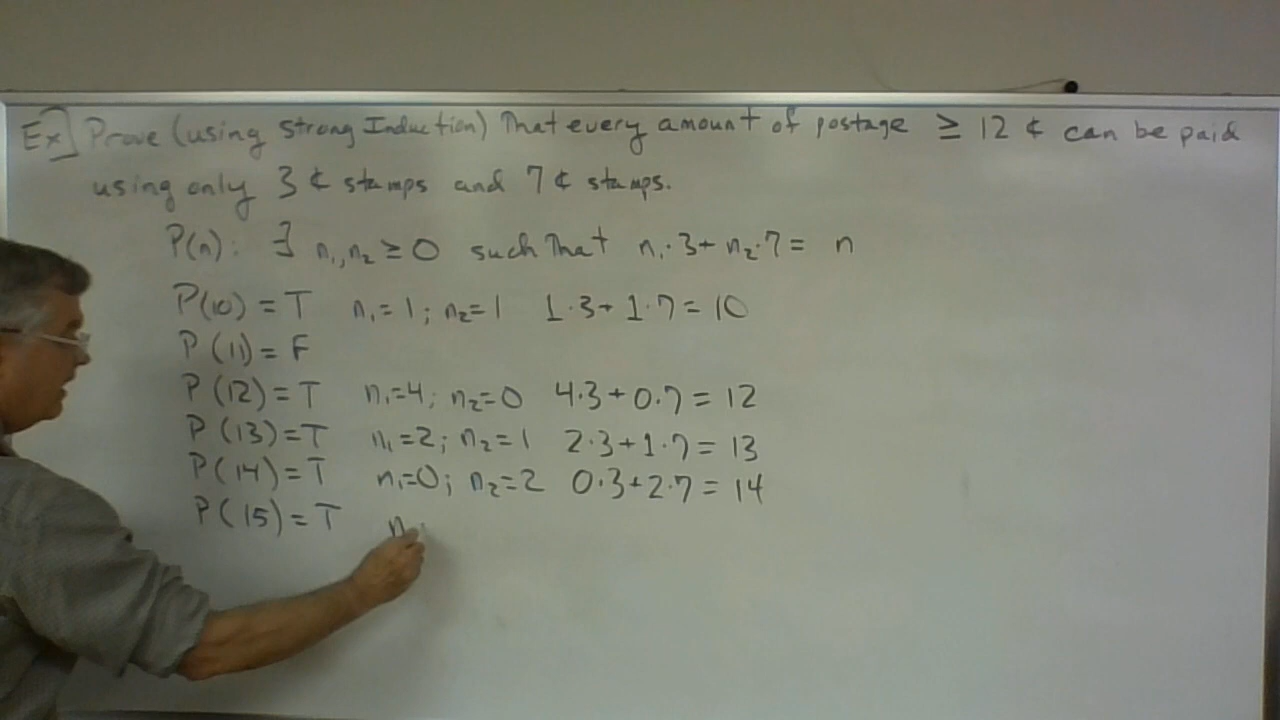 Ex] Prove (using strong Induction) That every amount of postage ≥ 12 ¢ can be paid
using only 3 ¢ stamps and 7 ¢ stamps.
P(n): ∃ n₁,n₂ ≥ 0 such That n₁·3+ n₂·7 = n
P(10) = T n₁=1; n₂=1 1·3+1·7=10
P(11)=F
P(12)=T n₁=4; n₂=0 4·3+0·7=12
P(13)=T n₁=2; n₂=1 2·3+1·7=13
P(14)=T n₁=0; n₂=2 0·3+2·7=14
P(15)=T n